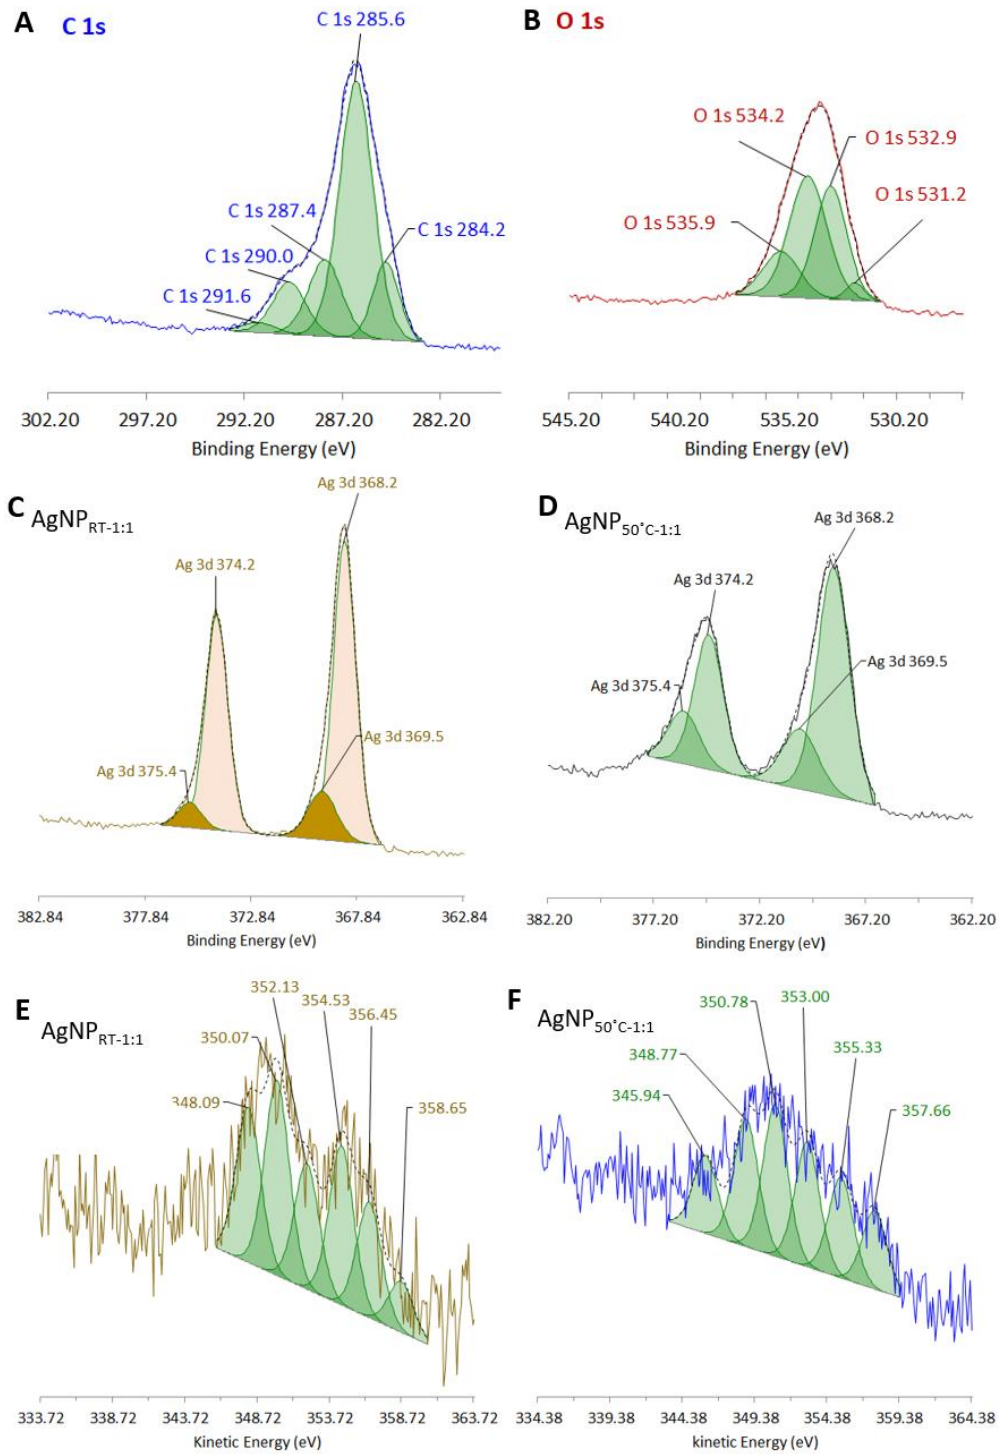 A C 1s
C 1s 285.6
C 1s 287.4
C 1s 290.0
C 1s 291.6
C 1s 284.2
302.20 297.20 292.20 287.20 282.20
Binding Energy (eV)
B O 1s
O 1s 534.2
O 1s 532.9
O 1s 531.2
O 1s 535.9
545.20 540.20 535.20 530.20
Binding Energy (eV)
C AgNPRT-1:1
Ag 3d 368.2
Ag 3d 374.2
Ag 3d 369.5
Ag 3d 375.4
382.84 377.84 372.84 367.84 362.84
Binding Energy (eV)
D AgNP50°C-1:1
Ag 3d 368.2
Ag 3d 374.2
Ag 3d 369.5
Ag 3d 375.4
382.20 377.20 372.20 367.20 362.20
Binding Energy (eV)
E AgNPRT-1:1
352.13
354.53
356.45
350.07
348.09
358.65
333.72 338.72 343.72 348.72 353.72 358.72 363.72
Kinetic Energy (eV)
F AgNP50°C-1:1
350.78
353.00
355.33
348.77
345.94
357.66
334.38 339.38 344.38 349.38 354.38 359.38 364.38
kinetic Energy (eV)